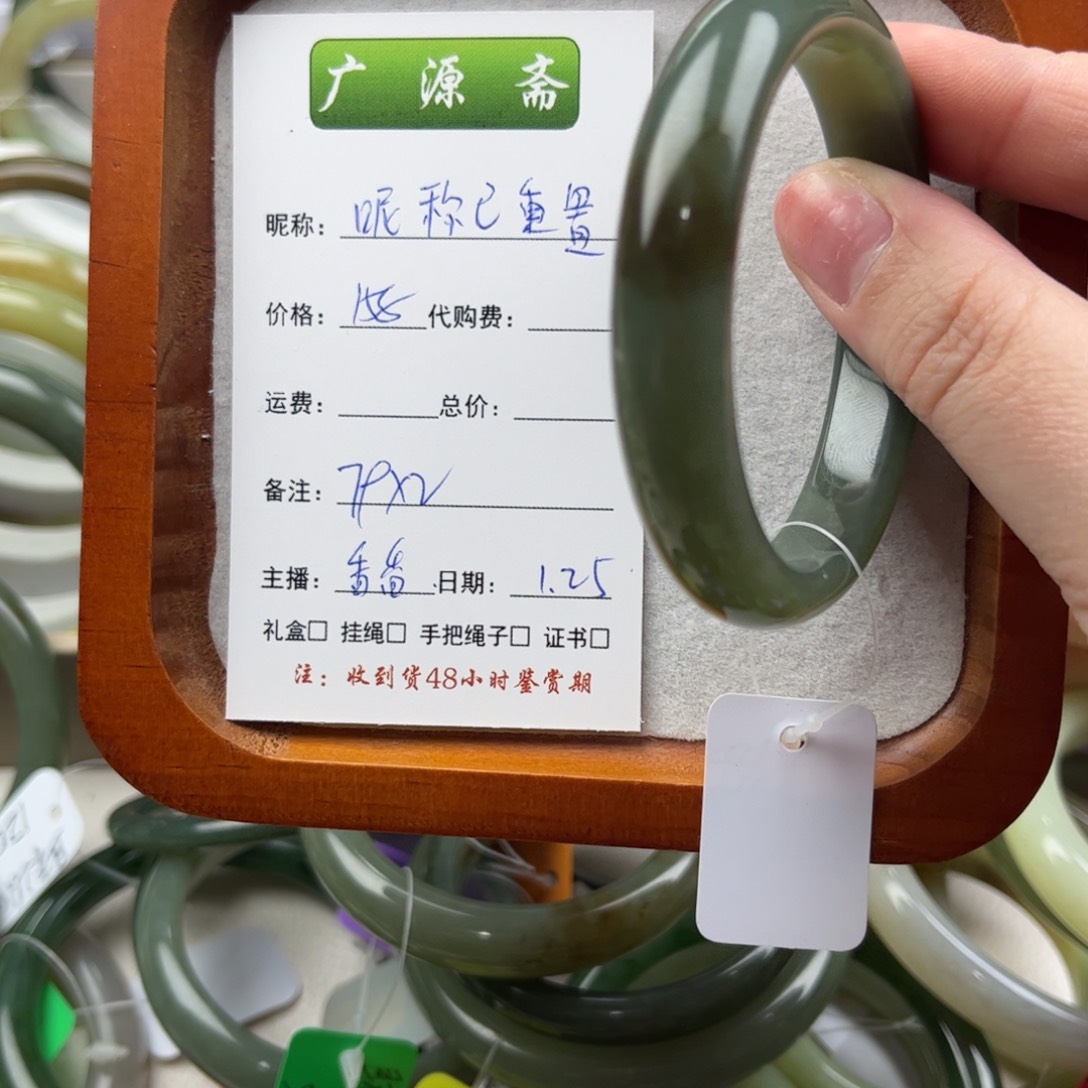 广源斋
昵称：昵称已重置
价格：代购费：
运费：总价：
备注：
主播：日期：1.25
礼盒□ 挂绳□ 手把绳子□ 证书□
注：收到货48小时鉴赏期